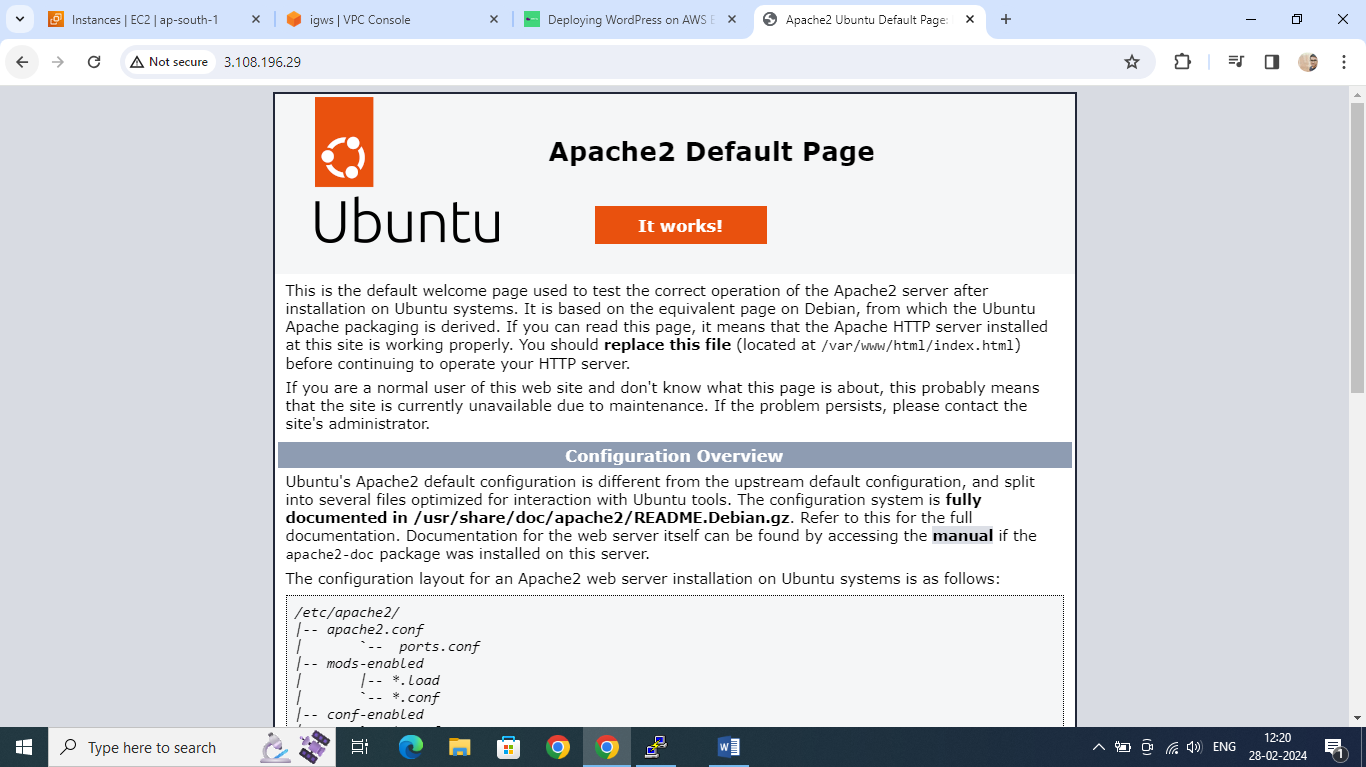 Instances | EC2 | ap-south-1
igws | VPC Console
Deploying WordPress on AWS E
Apache2 Ubuntu Default Page:
Not secure
3.108.196.29
Apache2 Default Page
Ubuntu
It works!
This is the default welcome page used to test the correct operation of the Apache2 server after
installation on Ubuntu systems. It is based on the equivalent page on Debian, from which the Ubuntu
Apache packaging is derived. If you can read this page, it means that the Apache HTTP server installed
at this site is working properly. You should replace this file (located at /var/www/html/index.html)
before continuing to operate your HTTP server.
If you are a normal user of this web site and don't know what this page is about, this probably means
that the site is currently unavailable due to maintenance. If the problem persists, please contact the
site's administrator.
Configuration Overview
Ubuntu's Apache2 default configuration is different from the upstream default configuration, and split
into several files optimized for interaction with Ubuntu tools. The configuration system is fully
documented in /usr/share/doc/apache2/README.Debian.gz. Refer to this for the full
documentation. Documentation for the web server itself can be found by accessing the manual if the
apache2-doc package was installed on this server.
The configuration layout for an Apache2 web server installation on Ubuntu systems is as follows:
/etc/apache2/
|-- apache2.conf
|       `--  ports.conf
|-- mods-enabled
|       |-- *.load
|       `-- *.conf
|-- conf-enabled
Type here to search
ENG
12:20
28-02-2024
1